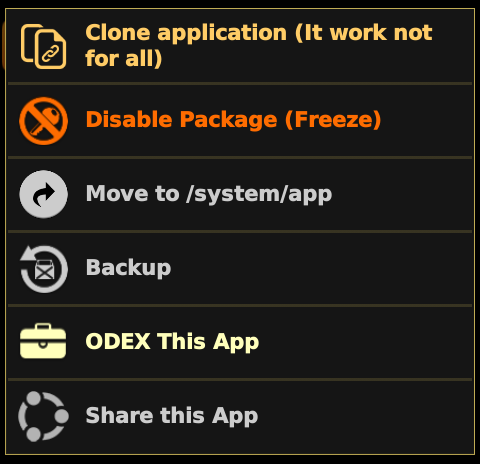 Clone application (It work not
for all)
Disable Package (Freeze)
Move to /system/app
Backup
ODEX This App
Share this App